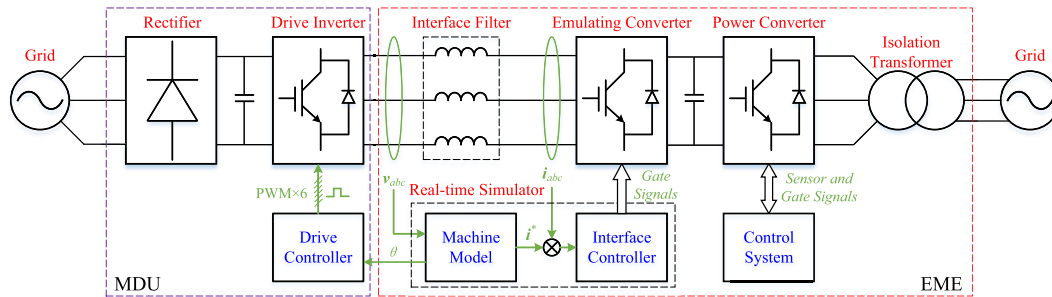 Rectifier
Drive Inverter
Interface Filter
Emulating Converter
Power Converter
Isolation
Transformer
Grid
Grid
v_abc
i_abc
PWM×6
Real-time Simulator
Gate
Signals
Sensor and
Gate Signals
Drive
Controller
θ
Machine
Model
i*
Interface
Controller
Control
System
MDU
EME